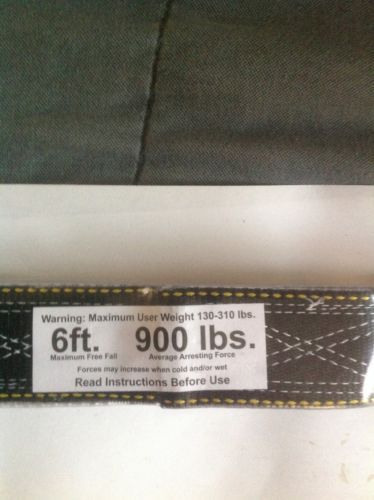 Warning: Maximum User Weight 130-310 lbs.
6ft. 900 lbs.
Maximum Free Fall Average Arresting Force
Forces may increase when cold and/or wet
Read Instructions Before Use